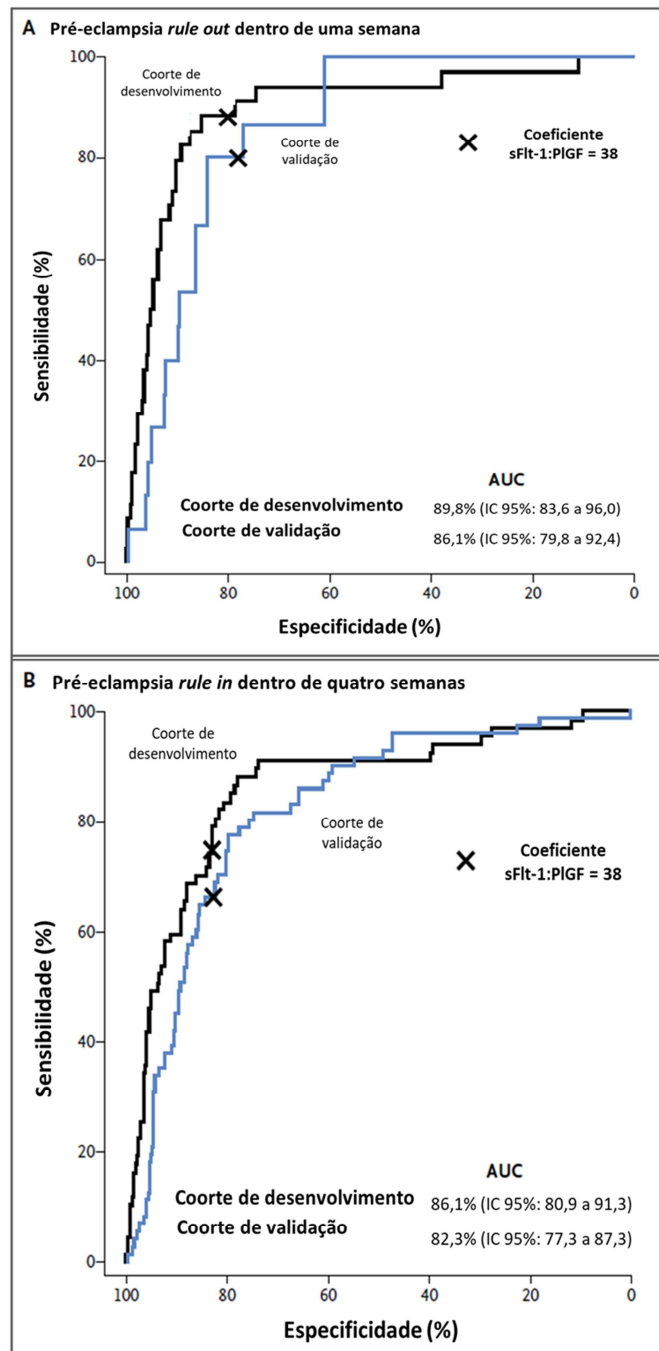 A Pré-eclampsia rule out dentro de uma semana
100
80
60
40
20
0
Sensibilidade (%)
Coorte de
desenvolvimento
Coorte de
validação
Coeficiente
sFlt-1:PlGF = 38
AUC
Coorte de desenvolvimento 89,8% (IC 95%: 83,6 a 96,0)
Coorte de validação 86,1% (IC 95%: 79,8 a 92,4)
100 80 60 40 20 0
Especificidade (%)
B Pré-eclampsia rule in dentro de quatro semanas
100
80
60
40
20
0
Sensibilidade (%)
Coorte de
desenvolvimento
Coorte de
validação
Coeficiente
sFlt-1:PlGF = 38
AUC
Coorte de desenvolvimento 86,1% (IC 95%: 80,9 a 91,3)
Coorte de validação 82,3% (IC 95%: 77,3 a 87,3)
100 80 60 40 20 0
Especificidade (%)